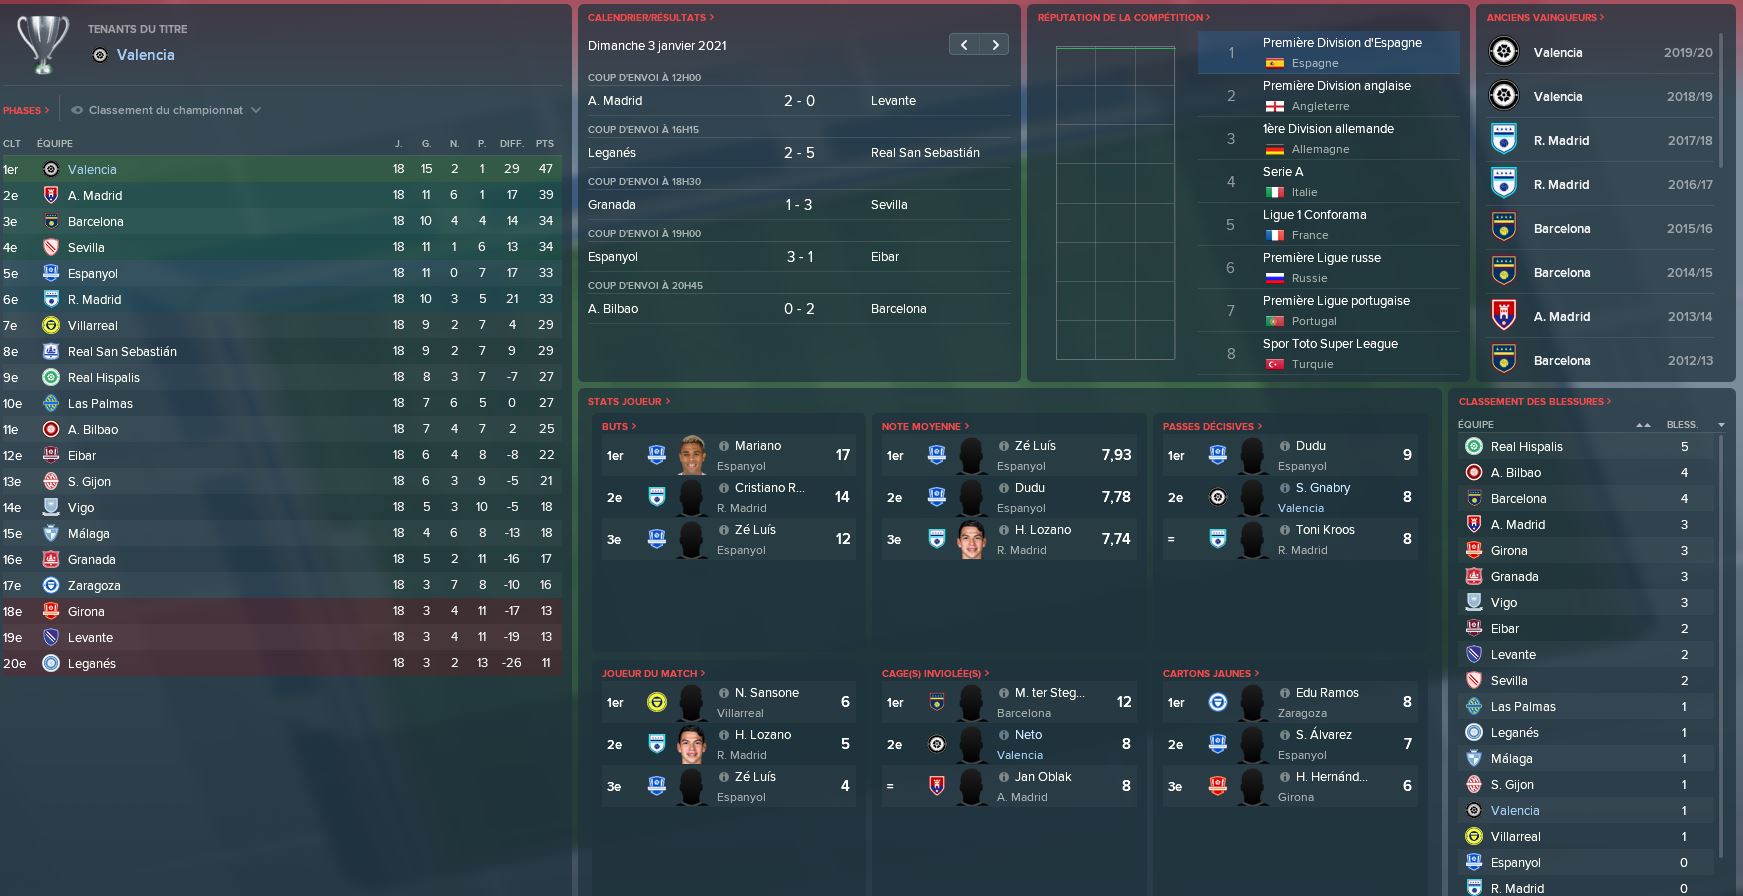 TENANTS DU TITRE
Valencia
PHASES >
Classement du championnat
CLT ÉQUIPE J. G. N. P. DIFF. PTS
1er Valencia 18 15 2 1 29 47
2e A. Madrid 18 11 6 1 17 39
3e Barcelona 18 10 4 4 14 34
4e Sevilla 18 11 1 6 13 34
5e Espanyol 18 11 0 7 17 33
6e R. Madrid 18 10 3 5 21 33
7e Villarreal 18 9 2 7 4 29
8e Real San Sebastián 18 9 2 7 9 29
9e Real Hispalis 18 8 3 7 -7 27
10e Las Palmas 18 7 6 5 0 27
11e A. Bilbao 18 7 4 7 2 25
12e Eibar 18 6 4 8 -8 22
13e S. Gijon 18 6 3 9 -5 21
14e Vigo 18 5 3 10 -5 18
15e Málaga 18 4 6 8 -13 18
16e Granada 18 5 2 11 -16 17
17e Zaragoza 18 3 7 8 -10 16
18e Girona 18 3 4 11 -17 13
19e Levante 18 3 4 11 -19 13
20e Leganés 18 3 2 13 -26 11
CALENDRIER/RÉSULTATS >
Dimanche 3 janvier 2021
COUP D'ENVOI À 12H00
A. Madrid 2 - 0 Levante
COUP D'ENVOI À 16H15
Leganés 2 - 5 Real San Sebastián
COUP D'ENVOI À 18H30
Granada 1 - 3 Sevilla
COUP D'ENVOI À 19H00
Espanyol 3 - 1 Eibar
COUP D'ENVOI À 20H45
A. Bilbao 0 - 2 Barcelona
RÉPUTATION DE LA COMPÉTITION >
1 Première Division d'Espagne
Espagne
2 Première Division anglaise
Angleterre
3 1ère Division allemande
Allemagne
4 Serie A
Italie
5 Ligue 1 Conforama
France
6 Première Ligue russe
Russie
7 Première Ligue portugaise
Portugal
8 Spor Toto Super League
Turquie
ANCIENS VAINQUEURS >
Valencia 2019/20
Valencia 2018/19
R. Madrid 2017/18
R. Madrid 2016/17
Barcelona 2015/16
Barcelona 2014/15
A. Madrid 2013/14
Barcelona 2012/13
STATS JOUEUR >
BUTS >
1er Mariano 17
Espanyol
2e Cristiano R... 14
R. Madrid
3e Zé Luís 12
Espanyol
NOTE MOYENNE >
1er Zé Luís 7,93
Espanyol
2e Dudu 7,78
Espanyol
3e H. Lozano 7,74
R. Madrid
PASSES DÉCISIVES >
1er Dudu 9
Espanyol
2e S. Gnabry 8
Valencia
= Toni Kroos 8
R. Madrid
JOUEUR DU MATCH >
1er N. Sansone 6
Villarreal
2e H. Lozano 5
R. Madrid
3e Zé Luís 4
Espanyol
CAGE(S) INVIOLÉE(S) >
1er M. ter Steg... 12
Barcelona
2e Neto 8
Valencia
= Jan Oblak 8
A. Madrid
CARTONS JAUNES >
1er Edu Ramos 8
Zaragoza
2e S. Álvarez 7
Espanyol
3e H. Hernánd... 6
Girona
CLASSEMENT DES BLESSURES >
ÉQUIPE BLESS.
Real Hispalis 5
A. Bilbao 4
Barcelona 4
A. Madrid 3
Girona 3
Granada 3
Vigo 3
Eibar 2
Levante 2
Sevilla 2
Las Palmas 1
Leganés 1
Málaga 1
S. Gijon 1
Valencia 1
Villarreal 1
Espanyol 0
R. Madrid 0